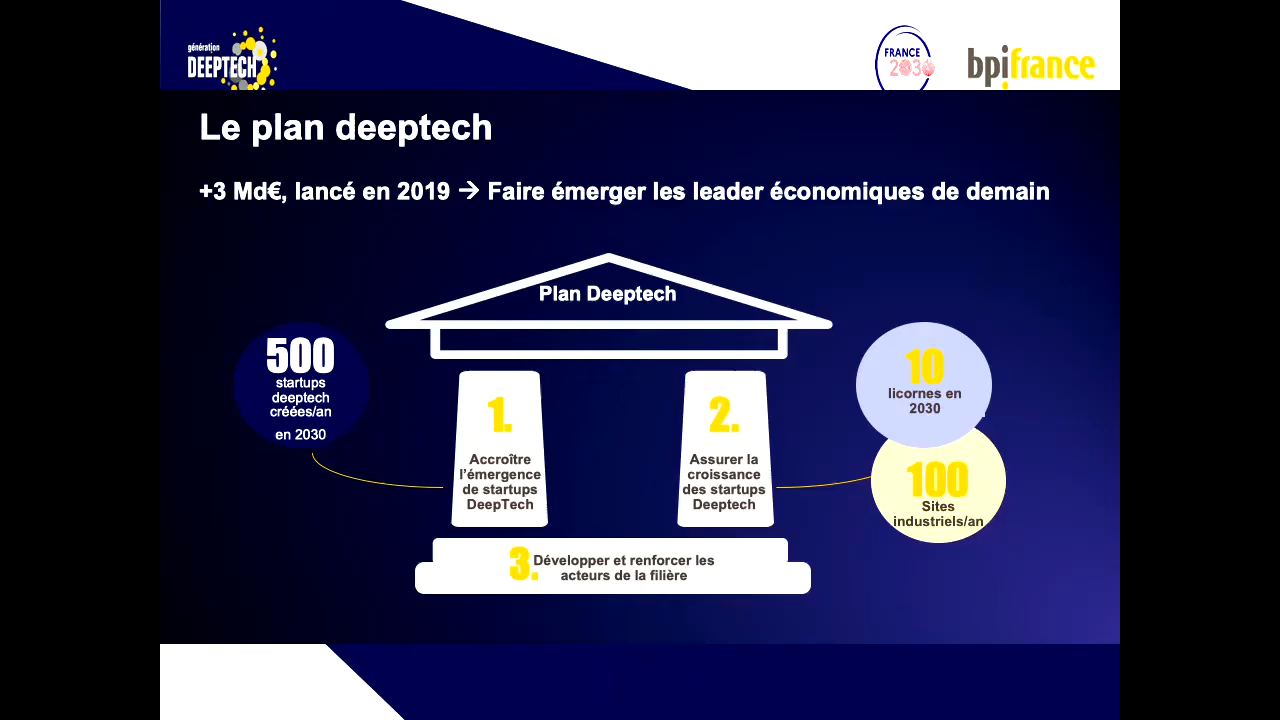 génération
DEEPTECH
FRANCE
2030
bpifrance
Le plan deeptech
+3 Md€, lancé en 2019 → Faire émerger les leader économiques de demain
Plan Deeptech
500
startups
deeptech
créées/an
en 2030
1.
Accroître
l'émergence
de startups
DeepTech
2.
Assurer la
croissance
des startups
Deeptech
10
licornes en
2030
100
Sites
industriels/an
3.
Développer et renforcer les
acteurs de la filière